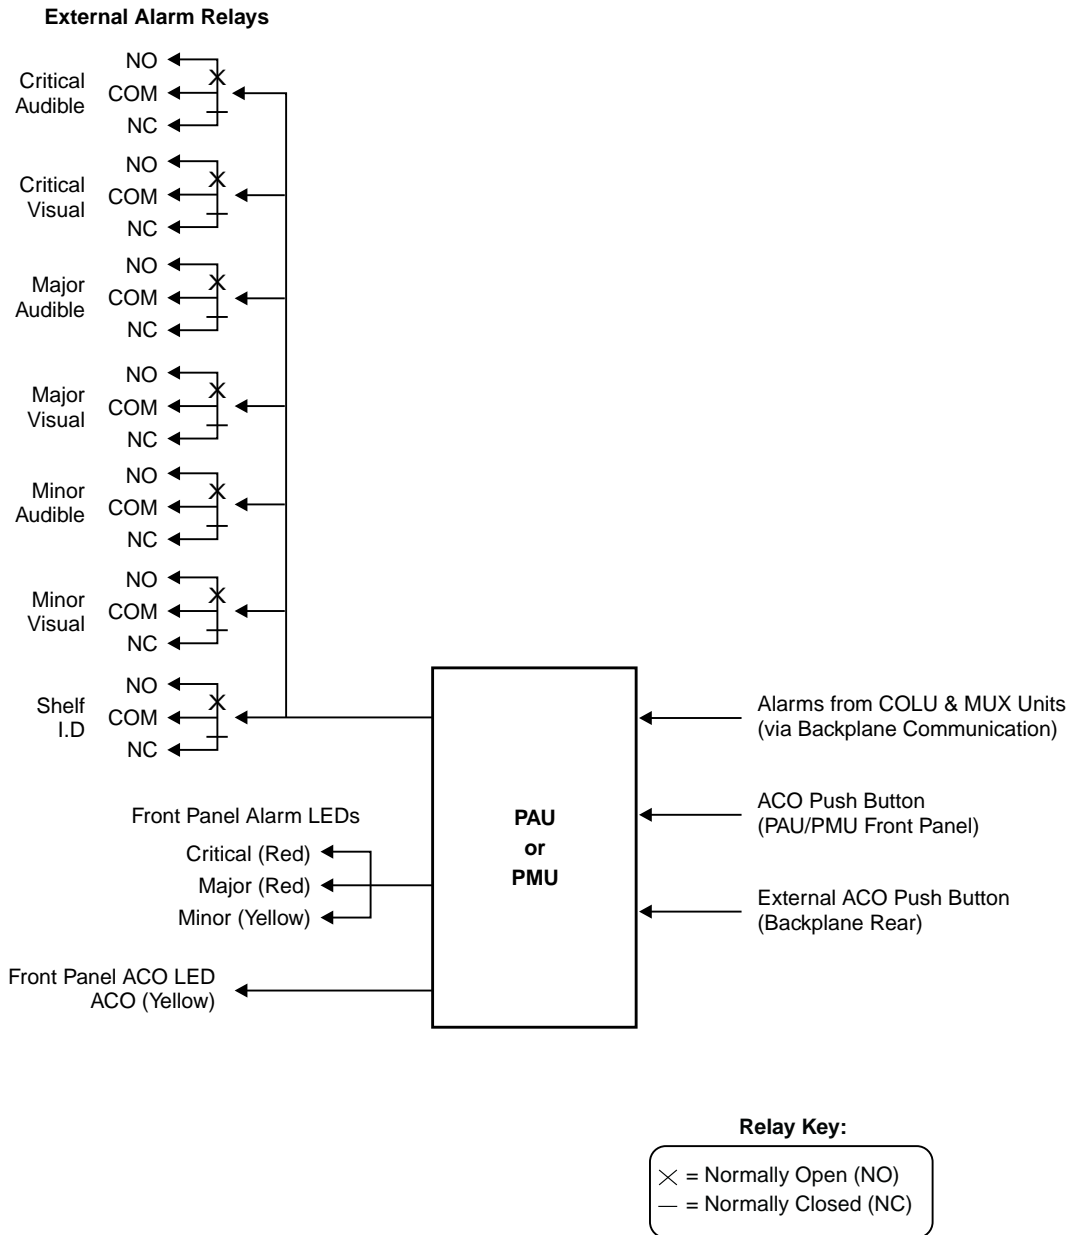 External Alarm Relays
NO
Critical
Audible
COM
NC
NO
Critical
Visual
COM
NC
NO
Major
Audible
COM
NC
NO
Major
Visual
COM
NC
NO
Minor
Audible
COM
NC
NO
Minor
Visual
COM
NC
NO
Shelf
I.D
COM
NC
Front Panel Alarm LEDs
Critical (Red)
Major (Red)
Minor (Yellow)
Front Panel ACO LED
ACO (Yellow)
PAU
or
PMU
Alarms from COLU & MUX Units
(via Backplane Communication)
ACO Push Button
(PAU/PMU Front Panel)
External ACO Push Button
(Backplane Rear)
Relay Key:
= Normally Open (NO)
= Normally Closed (NC)